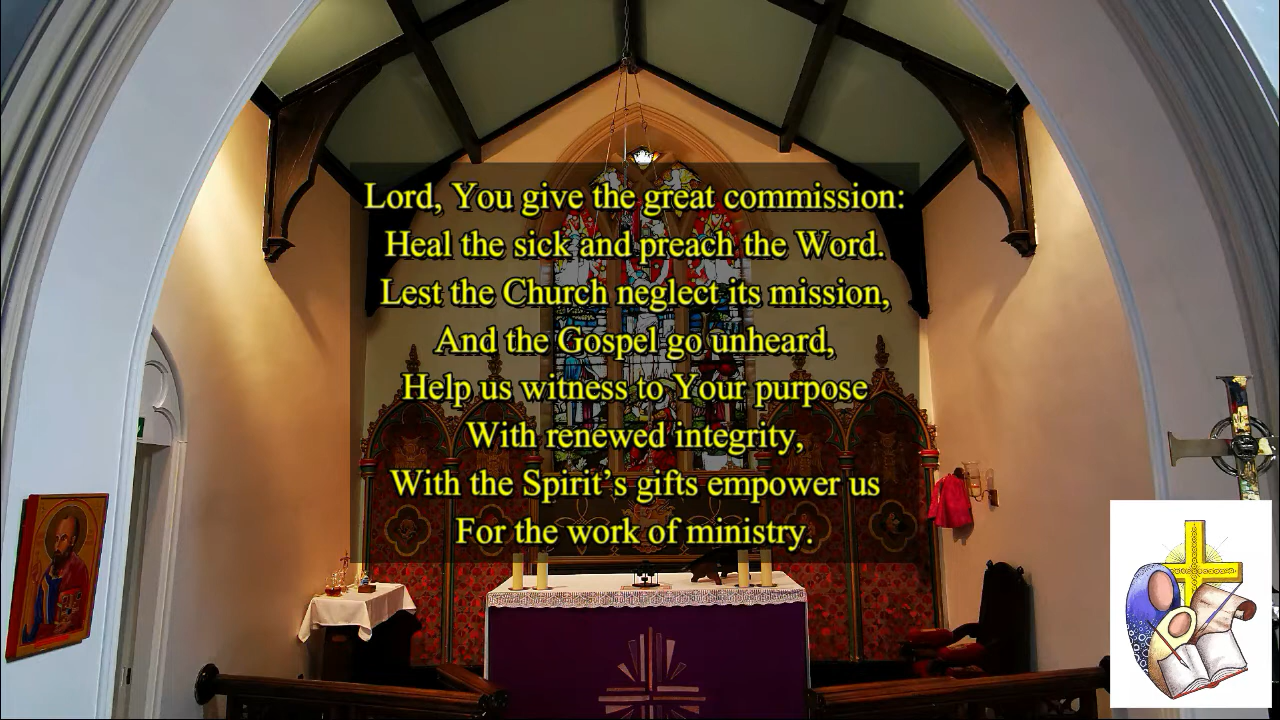 Lord, You give the great commission:
Heal the sick and preach the Word.
Lest the Church neglect its mission,
And the Gospel go unheard,
Help us witness to Your purpose
With renewed integrity,
With the Spirit’s gifts empower us
For the work of ministry.